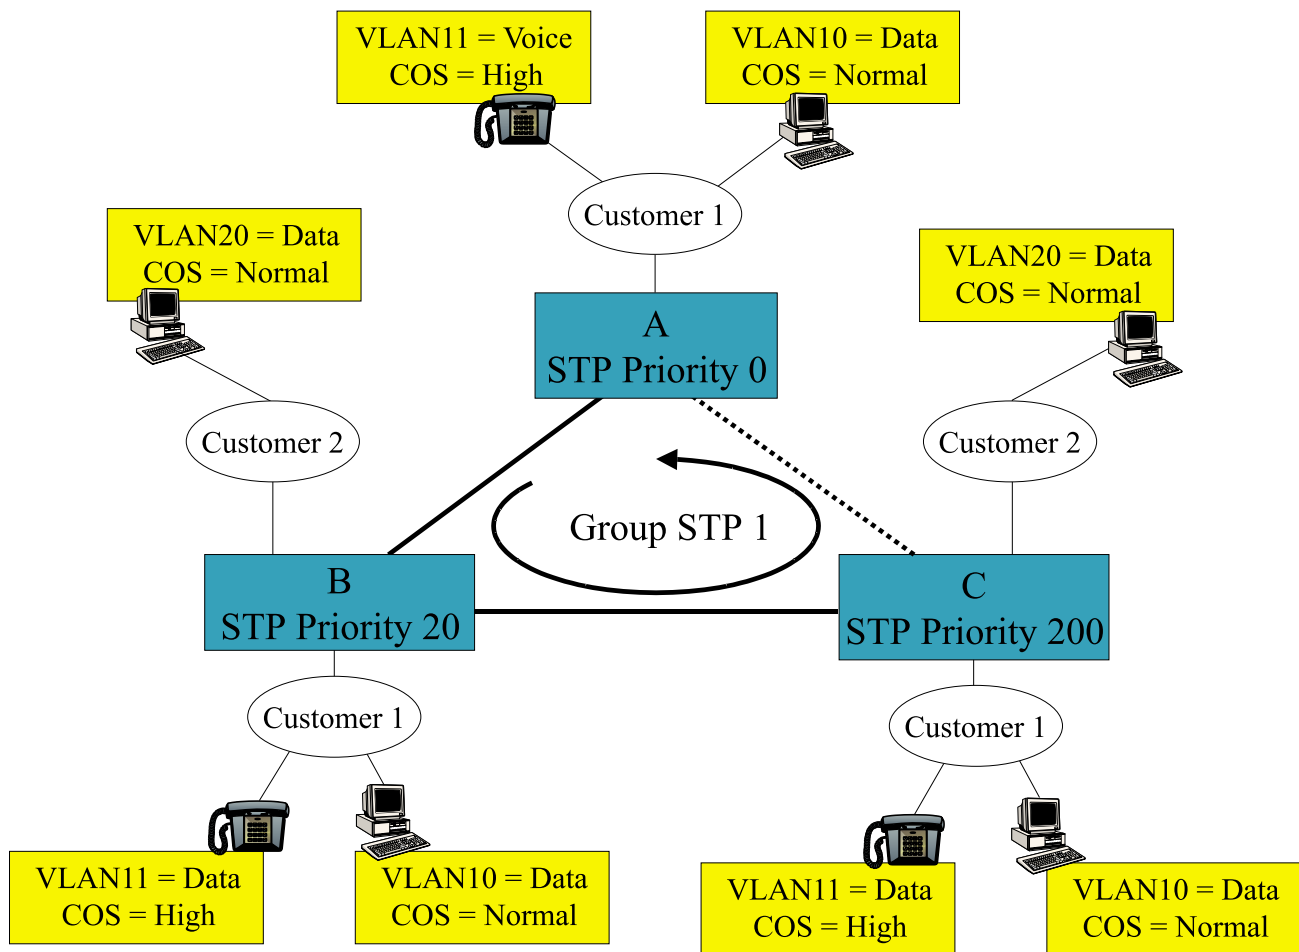 VLAN11 = Voice
COS = High
VLAN10 = Data
COS = Normal
Customer 1
VLAN20 = Data
COS = Normal
VLAN20 = Data
COS = Normal
A
STP Priority 0
Customer 2
Customer 2
Group STP 1
B
STP Priority 20
C
STP Priority 200
Customer 1
Customer 1
VLAN11 = Data
COS = High
VLAN10 = Data
COS = Normal
VLAN11 = Data
COS = High
VLAN10 = Data
COS = Normal